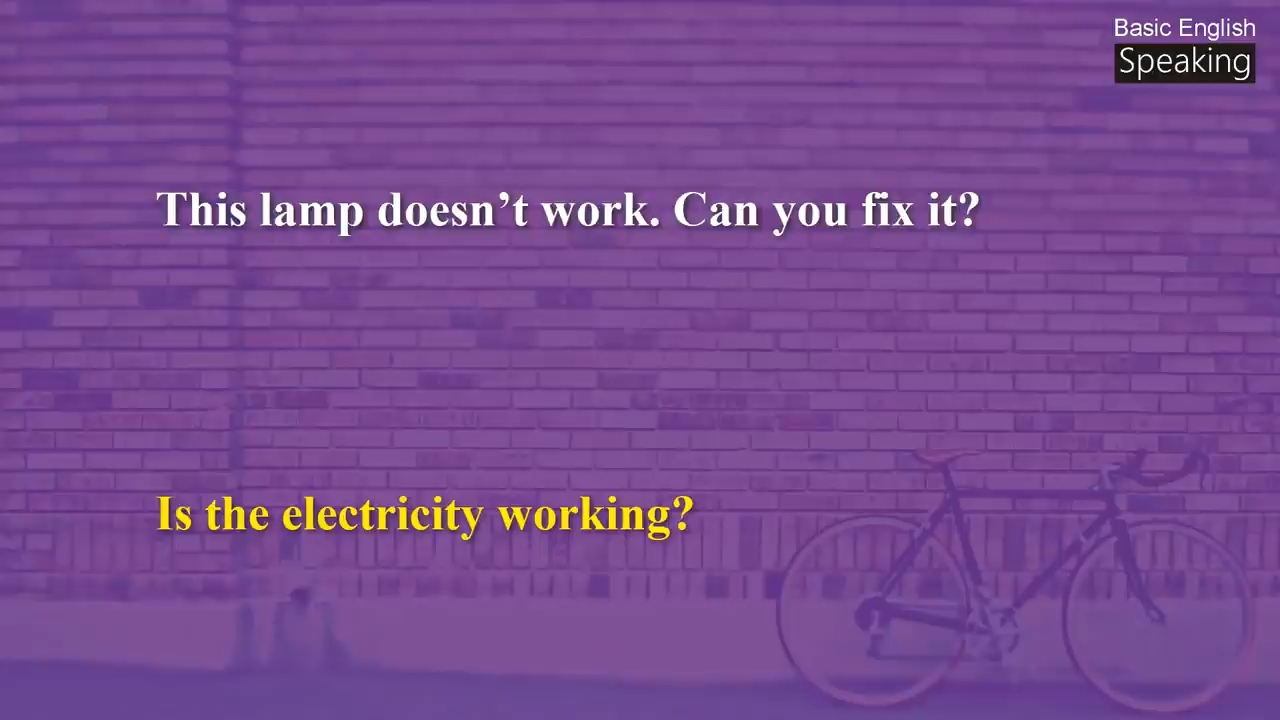 Basic English
Speaking
This lamp doesn’t work. Can you fix it?
Is the electricity working?